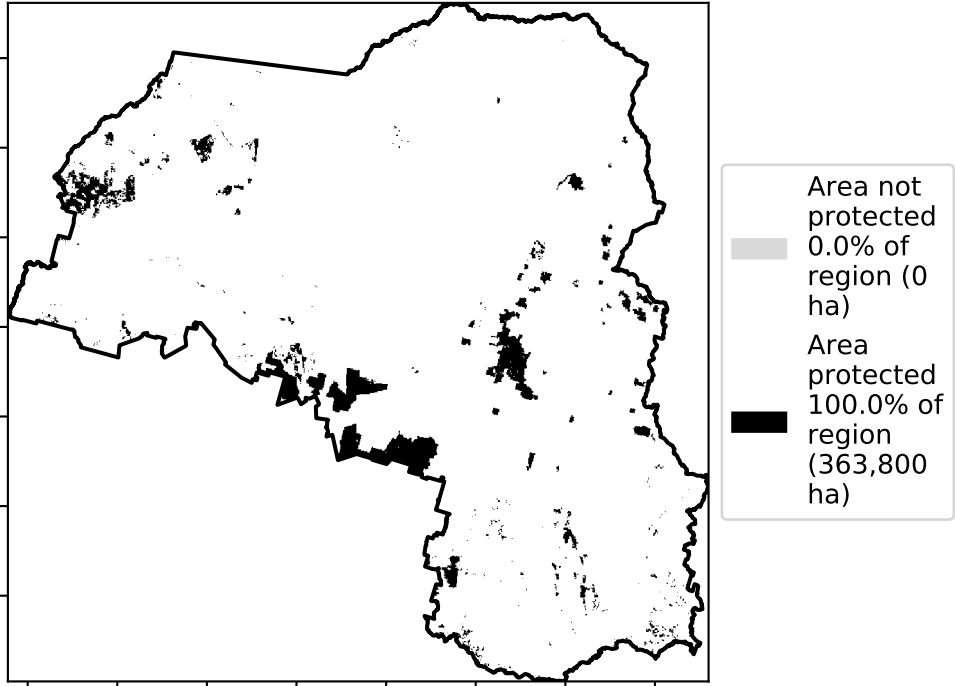 Area not
protected
0.0% of
region (0
ha)
Area
protected
100.0% of
region
(363,800
ha)